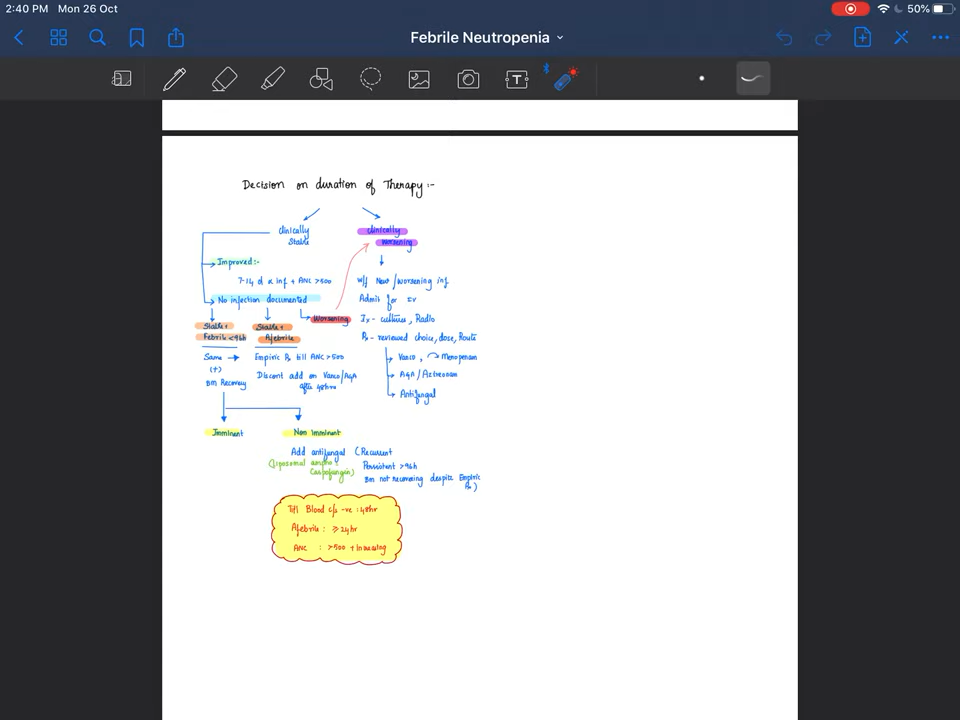 2:40 PM Mon 26 Oct
50%
Febrile Neutropenia
Decision on duration of Therapy :-
Clinically
Stable
Clinically
Worsening
Improved :-
7-14 d α Inf + ANC >500
No infection documented
Worsening
Stable +
Febrile <96h
Stable +
Afebrile
Same
(+)
BM Recovery
Empiric Rx till ANC >500
Discont add on Vanco/AGA
after 48hr
w/f New /worsening inf
Admit for IV
Ix - cultures, Radio
Rx - reviewed choice, dose, Route
Vanco, Meropenam
AGA / Aztreonam
Antifungal
Imminent
Non imminent
Add antifungal (Recurrent
(liposomal ampho
Caspofungin)
Persistent >96h
BM not recovering despite Empiric
Rx)
Till Blood c/s -ve : 48hr
Afebrile : ≥24hr
ANC : >500 + Increasing